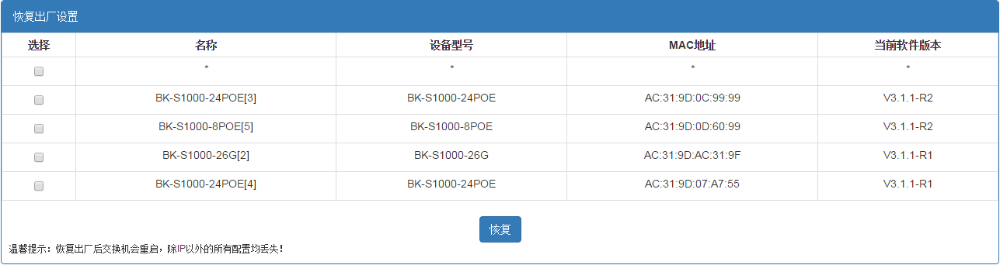 恢复出厂设置
选择 名称 设备型号 MAC地址 当前软件版本
* * * *
BK-S1000-24POE[3] BK-S1000-24POE AC:31:9D:0C:99:99 V3.1.1-R2
BK-S1000-8POE[5] BK-S1000-8POE AC:31:9D:0D:60:99 V3.1.1-R2
BK-S1000-26G[2] BK-S1000-26G AC:31:9D:AC:31:9F V3.1.1-R1
BK-S1000-24POE[4] BK-S1000-24POE AC:31:9D:07:A7:55 V3.1.1-R1
恢复
温馨提示：恢复出厂后交换机会重启，除IP以外的所有配置均丢失！